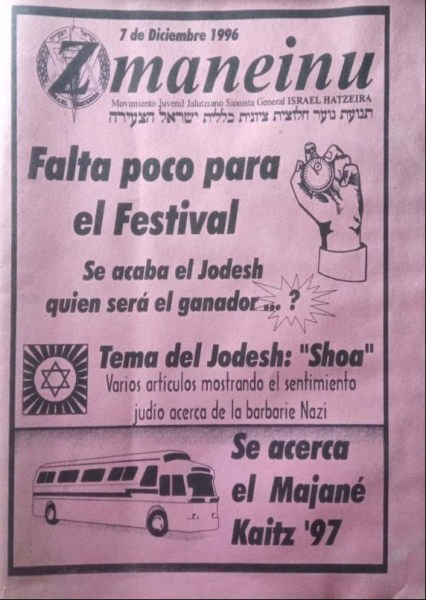 7 de Diciembre 1996
Zmaneinu
Movimiento Juvenil Jalutziano Sionista General ISRAEL HATZEIRA
תנועת נוער חלוצית ציונית כללית ישראל הצעירה
Falta poco para
el Festival
Se acaba el Jodesh
quien será el ganador... ?
Tema del Jodesh: "Shoa"
Varios artículos mostrando el sentimiento
judío acerca de la barbarie Nazi
Se acerca
el Majané
Kaitz '97